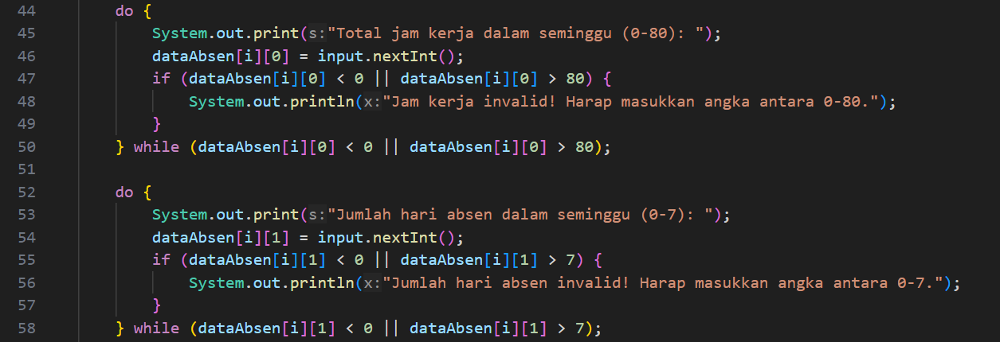 44 do {
45 System.out.print(s:"Total jam kerja dalam seminggu (0-80): ");
46 dataAbsen[i][0] = input.nextInt();
47 if (dataAbsen[i][0] < 0 || dataAbsen[i][0] > 80) {
48 System.out.println(x:"Jam kerja invalid! Harap masukkan angka antara 0-80.");
49 }
50 } while (dataAbsen[i][0] < 0 || dataAbsen[i][0] > 80);
51
52 do {
53 System.out.print(s:"Jumlah hari absen dalam seminggu (0-7): ");
54 dataAbsen[i][1] = input.nextInt();
55 if (dataAbsen[i][1] < 0 || dataAbsen[i][1] > 7) {
56 System.out.println(x:"Jumlah hari absen invalid! Harap masukkan angka antara 0-7.");
57 }
58 } while (dataAbsen[i][1] < 0 || dataAbsen[i][1] > 7);